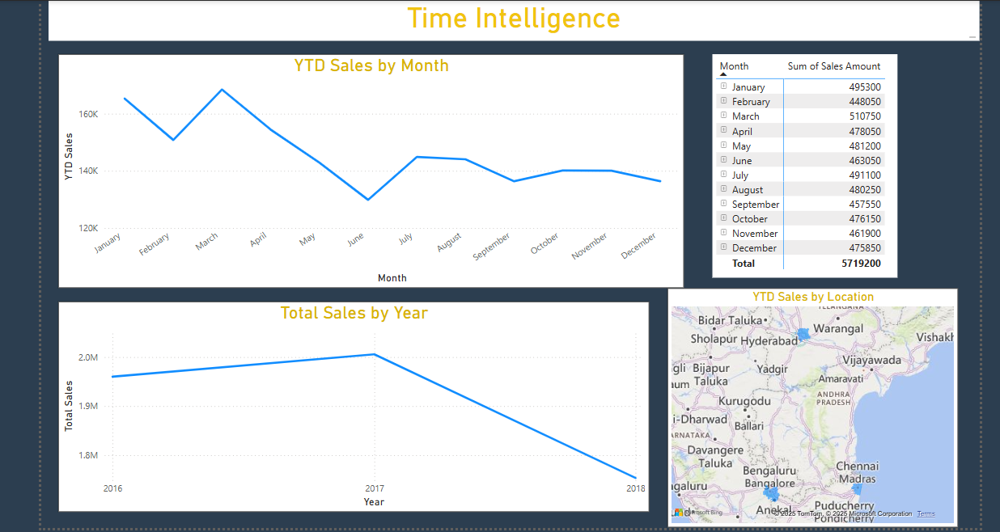 Time Intelligence
YTD Sales by Month
YTD Sales
160K
140K
120K
January
February
March
April
May
June
July
August
September
October
November
December
Month
Month Sum of Sales Amount
January 495300
February 448050
March 510750
April 478050
May 481200
June 463050
July 491100
August 480250
September 457550
October 476150
November 461900
December 475850
Total 5719200
Total Sales by Year
Total Sales
2.0M
1.9M
1.8M
2016 2017 2018
Year
YTD Sales by Location
TELANGANA
Bidar Taluka
Warangal
Sholapur Hyderabad
Vishakh
Vijayawada
gli Bijapur
Yadgir
aum Taluka
Amaravati
ANDHRA
PRADESH
Kurugodu
i-Dharwad
Ballari
ARNATAKA
Davangere
Taluka
Bengaluru
Bangalore
Chennai
Madras
ngaluru
Puducherry
Pondicherry
Anekal
Microsoft Bing
© 2025 TomTom, © 2025 Microsoft Corporation Terms